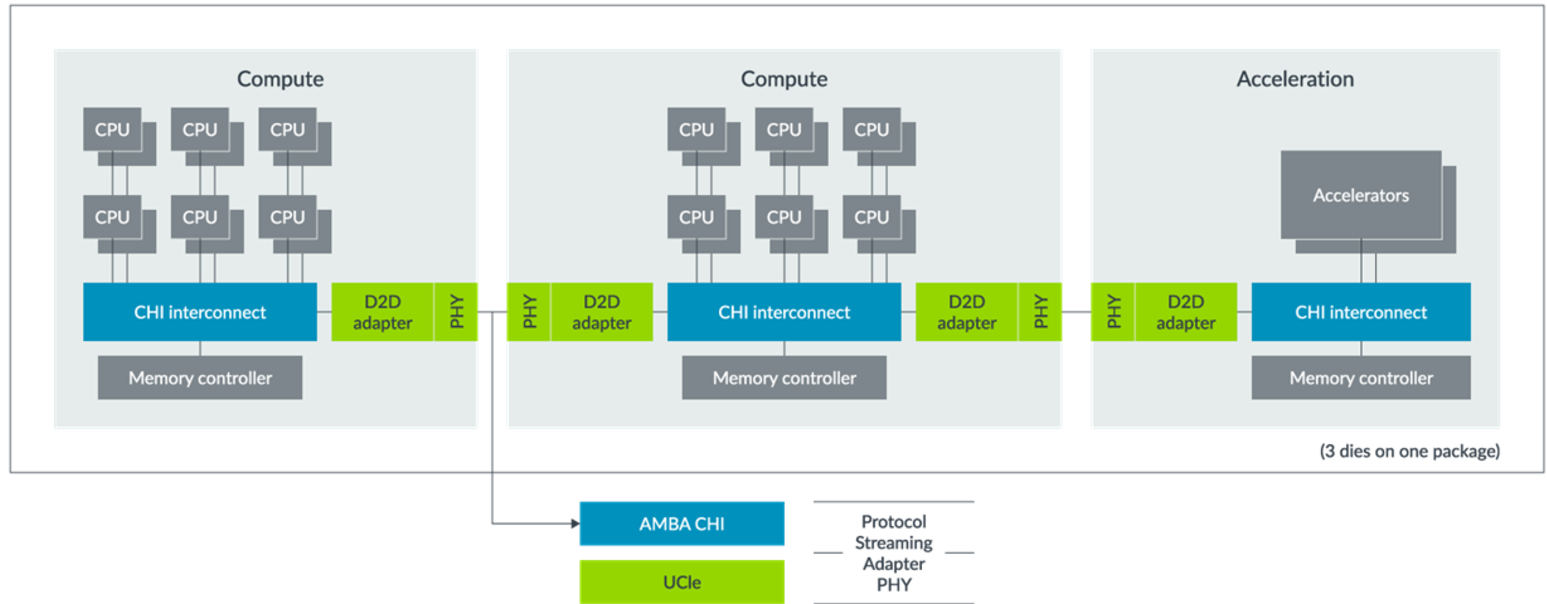 Compute
CPU CPU CPU
CPU CPU CPU
CHI interconnect
D2D
adapter
PHY
Memory controller
Compute
CPU CPU CPU
CPU CPU CPU
PHY
D2D
adapter
CHI interconnect
D2D
adapter
PHY
Memory controller
Acceleration
Accelerators
PHY
D2D
adapter
CHI interconnect
Memory controller
(3 dies on one package)
AMBA CHI
UCIe
Protocol
Streaming
Adapter
PHY